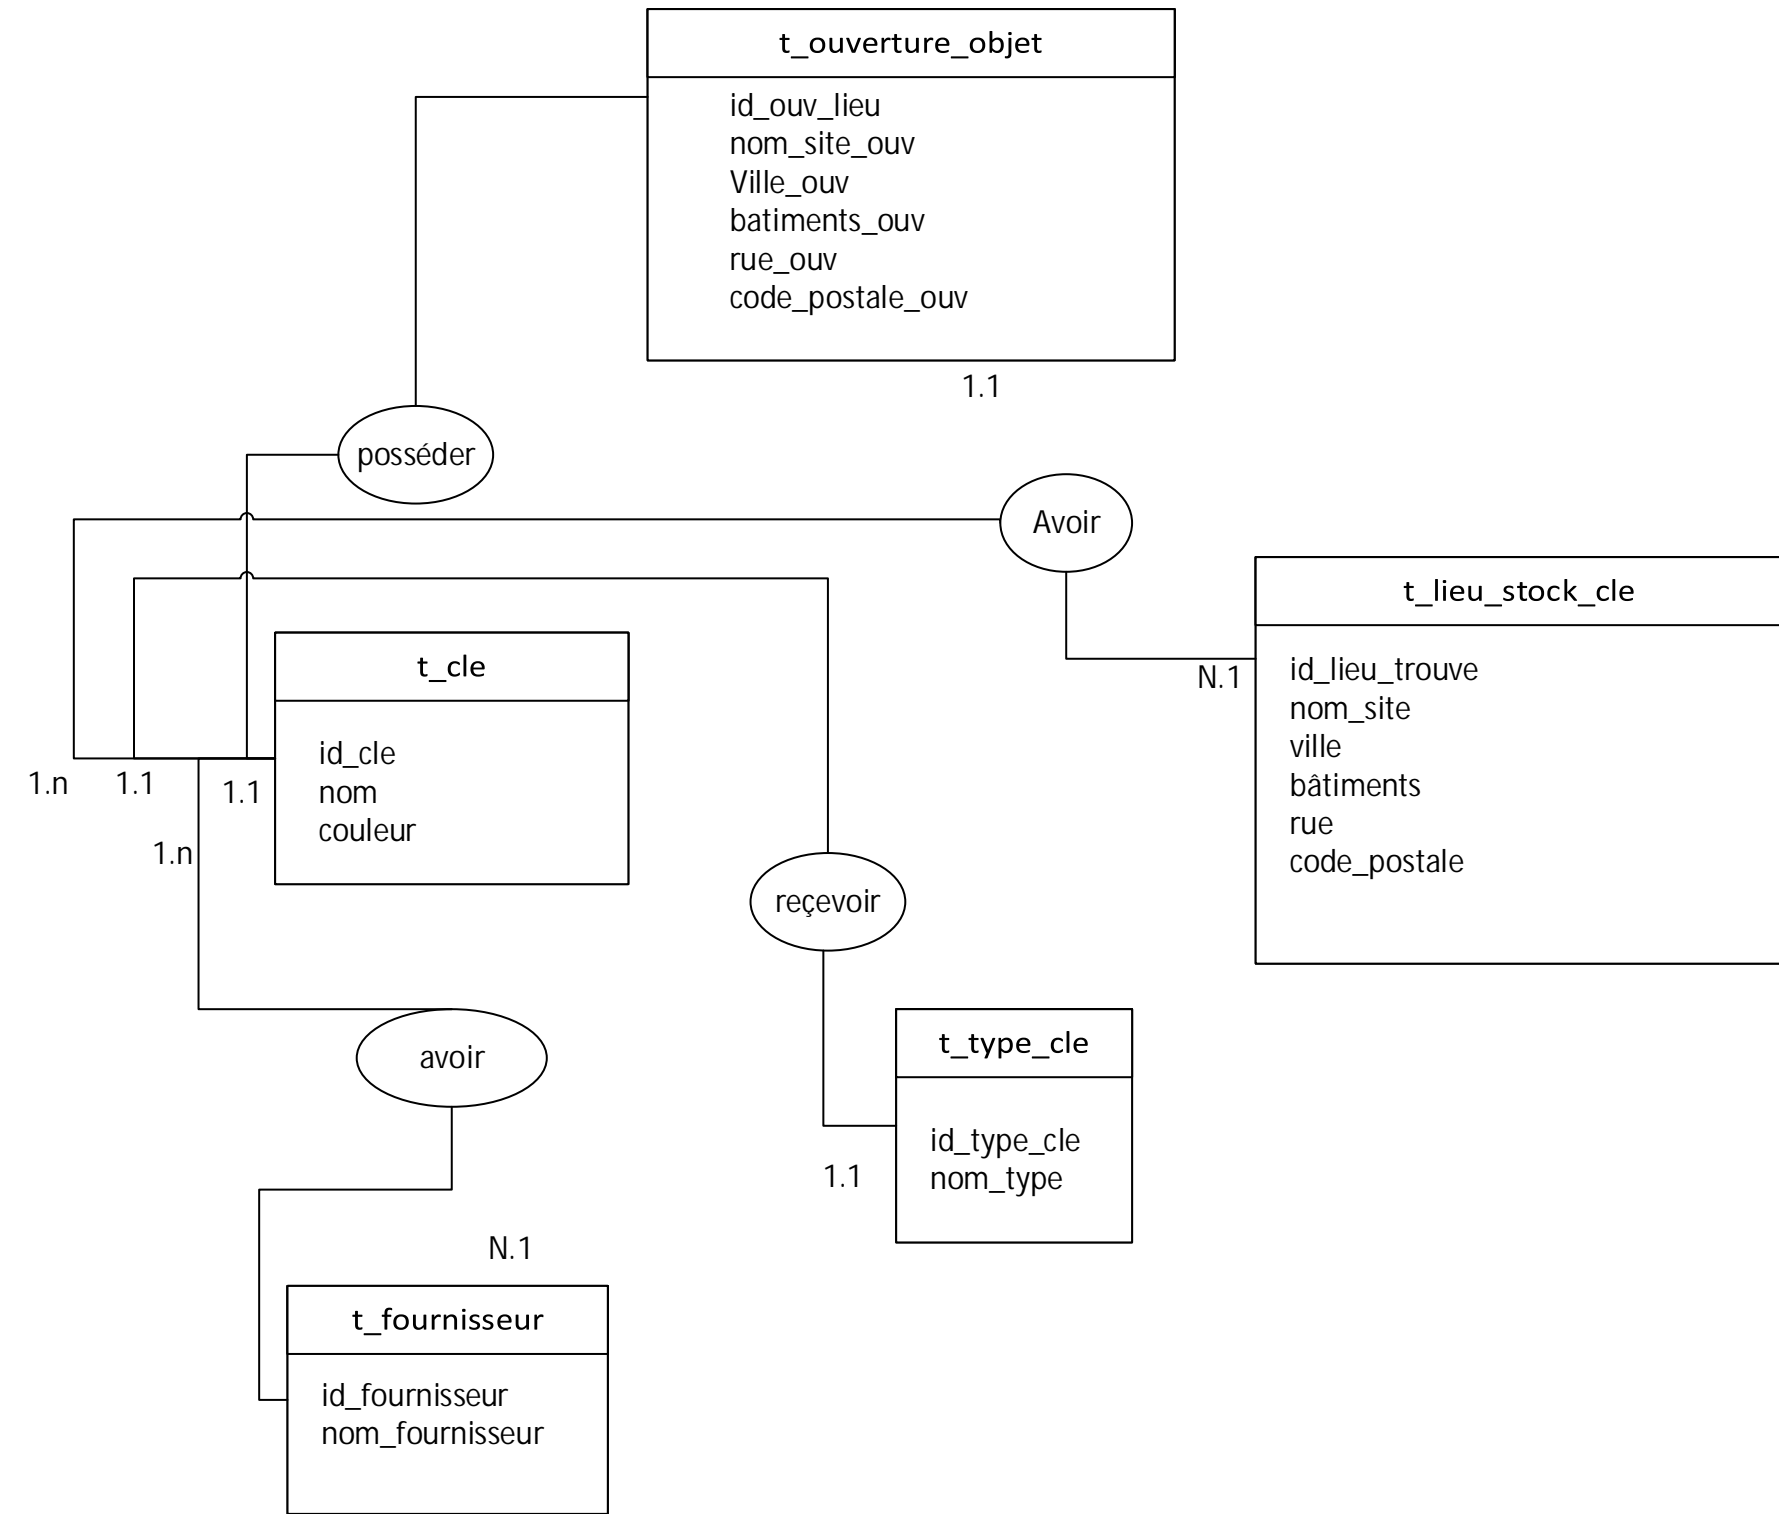 t_ouverture_objet
id_ouv_lieu
nom_site_ouv
Ville_ouv
batiments_ouv
rue_ouv
code_postale_ouv
1.1
posséder
Avoir
t_lieu_stock_cle
N.1
id_lieu_trouve
nom_site
ville
bâtiments
rue
code_postale
t_cle
id_cle
nom
couleur
1.n
1.1
1.1
1.n
reçevoir
avoir
t_type_cle
id_type_cle
nom_type
1.1
N.1
t_fournisseur
id_fournisseur
nom_fournisseur